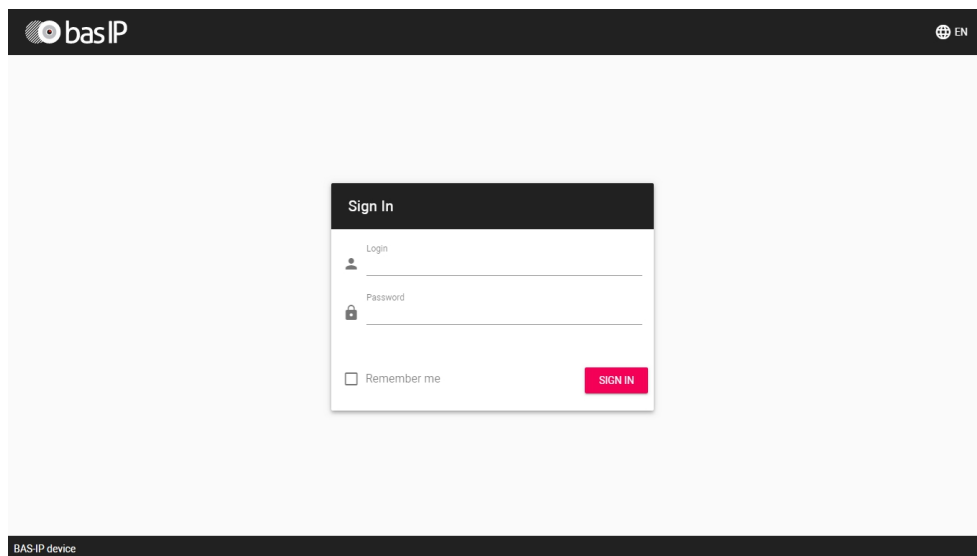 bas IP
EN
Sign In
Login
Password
Remember me
SIGN IN
BAS-IP device